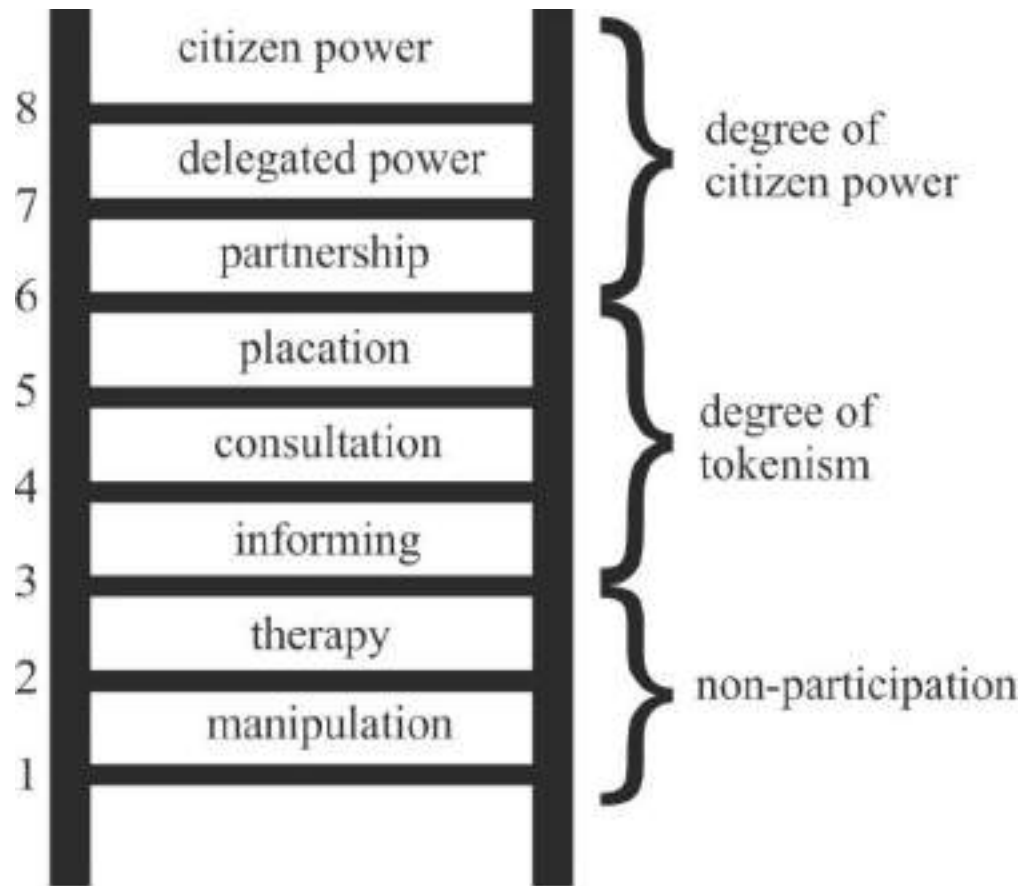 citizen power
8
delegated power
7
partnership
6
placation
5
consultation
4
informing
3
therapy
2
manipulation
1
degree of
citizen power
degree of
tokenism
non-participation